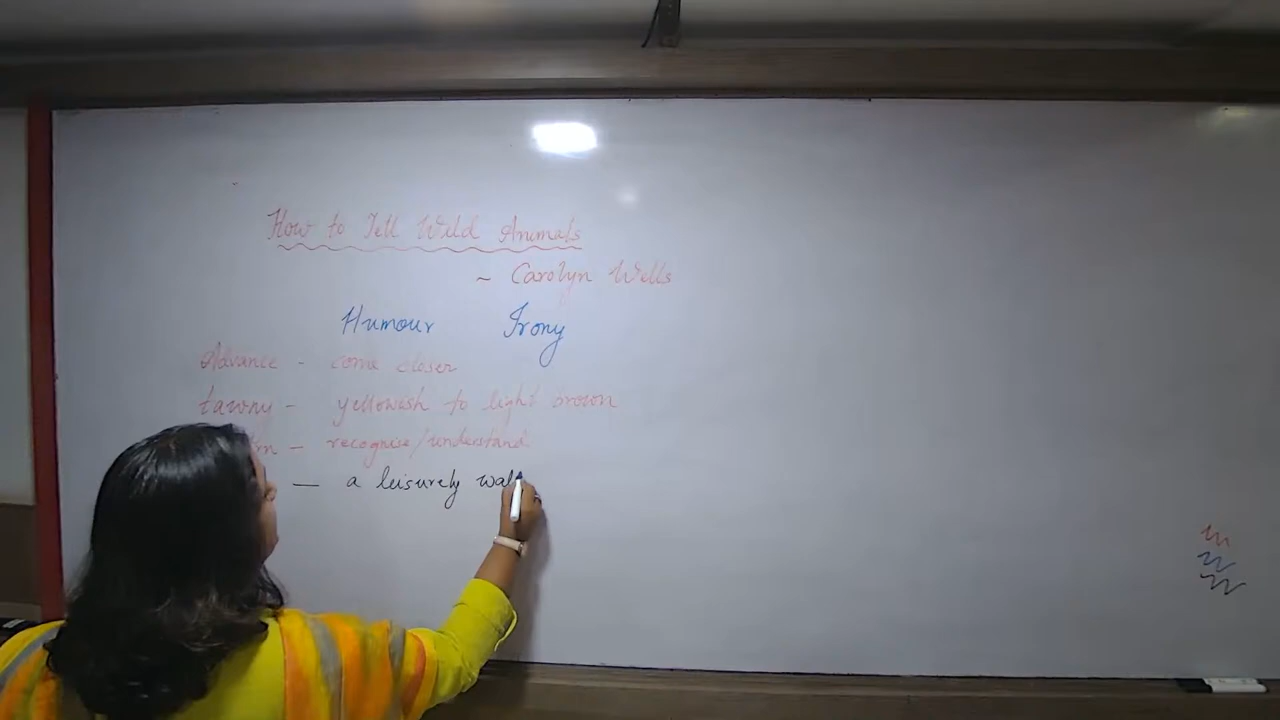 How to Tell Wild Animals
~ Carolyn Wells
Humour Irony
Advance - come closer
tawny - yellowish to light brown
— recognise/understand
— a leisurely wal